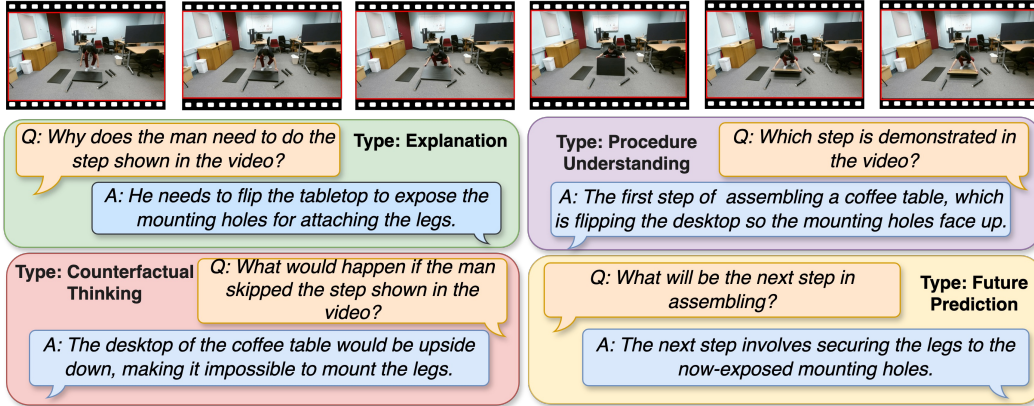 Q: Why does the man need to do the
step shown in the video?
Type: Explanation
A: He needs to flip the tabletop to expose the
mounting holes for attaching the legs.
Type: Procedure
Understanding
Q: Which step is demonstrated in
the video?
A: The first step of assembling a coffee table, which
is flipping the desktop so the mounting holes face up.
Type: Counterfactual
Thinking
Q: What would happen if the man
skipped the step shown in the
video?
A: The desktop of the coffee table would be upside
down, making it impossible to mount the legs.
Q: What will be the next step in
assembling?
Type: Future
Prediction
A: The next step involves securing the legs to the
now-exposed mounting holes.